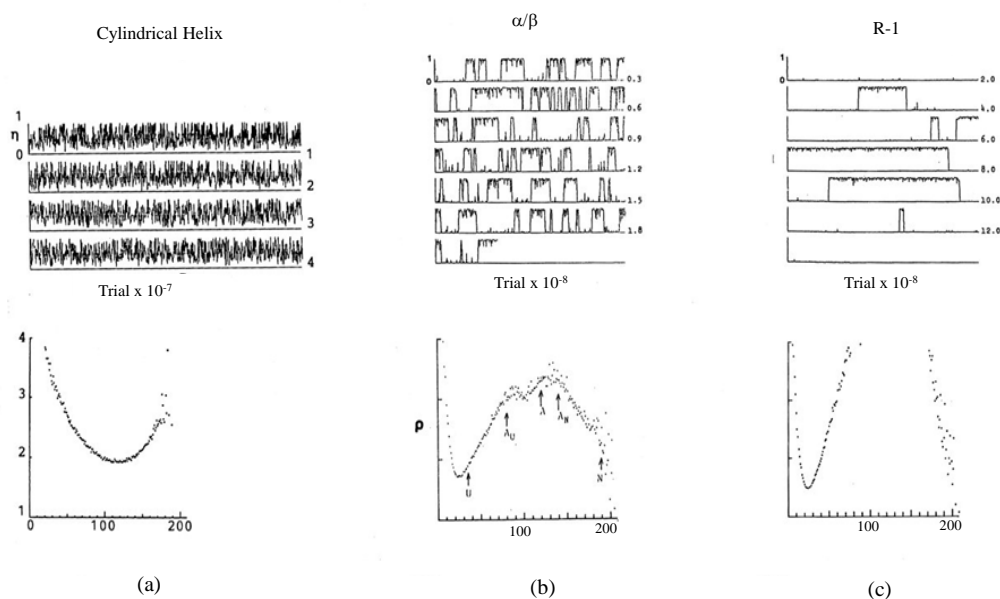 Cylindrical Helix
α/β
R-1
1
η
0
1
2
3
4
Trial x 10-7
1
0
0.3
0.6
0.9
1.2
1.5
1.8
Trial x 10-8
1
0
2.0
4.0
6.0
8.0
10.0
12.0
Trial x 10-8
4
3
2
1
0 100 200
ρ
U
λU
λ
λN
N
100 200
100 200
(a)
(b)
(c)